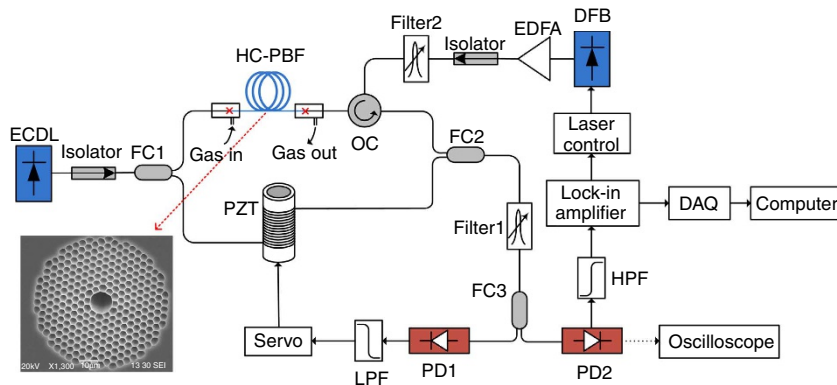 Filter2
EDFA
DFB
HC-PBF
Isolator
OC
ECDL
Isolator
FC1
Gas in
Gas out
FC2
Laser
control
PZT
Lock-in
amplifier
DAQ
Computer
Filter1
HPF
FC3
Servo
LPF
PD1
PD2
Oscilloscope
20kV X1,300 10μm 13 30 SEI